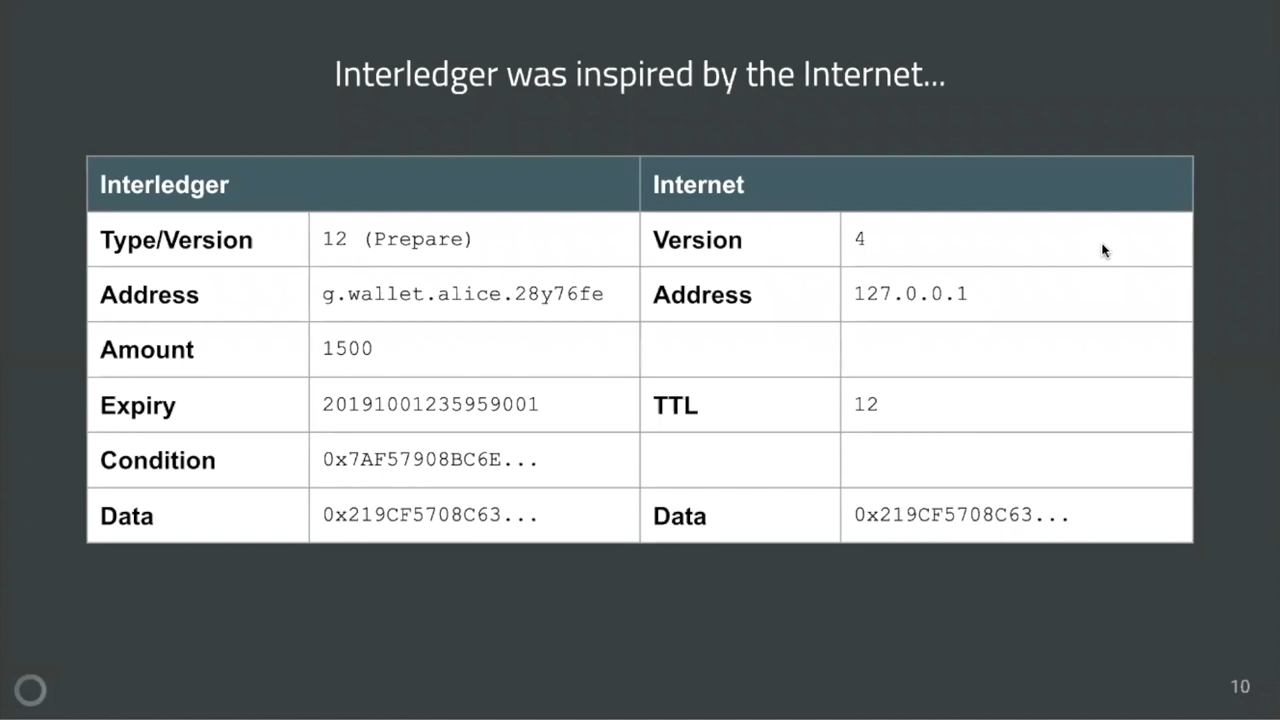 Interledger was inspired by the Internet...
Interledger Internet
Type/Version 12 (Prepare) Version 4
Address g.wallet.alice.28y76fe Address 127.0.0.1
Amount 1500
Expiry 20191001235959001 TTL 12
Condition 0x7AF57908BC6E...
Data 0x219CF5708C63... Data 0x219CF5708C63...
10